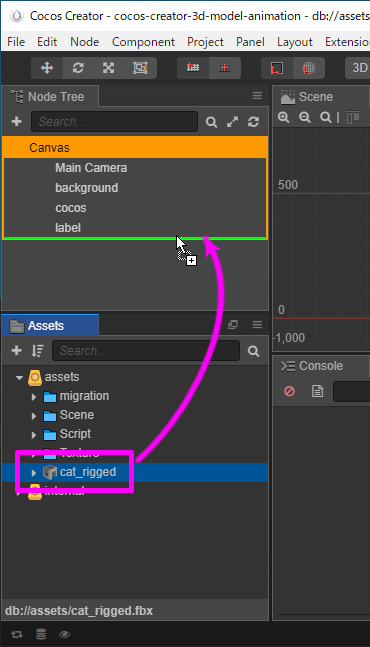 Cocos Creator - cocos-creator-3d-model-animation - db://assets
File Edit Node Component Project Panel Layout Extension
3D
Node Tree
Search...
Canvas
Main Camera
background
cocos
label
Scene
500
0
-1,000
Assets
Search...
assets
migration
Scene
Script
Texture
cat_rigged
internal
db://assets/cat_rigged.fbx
Console